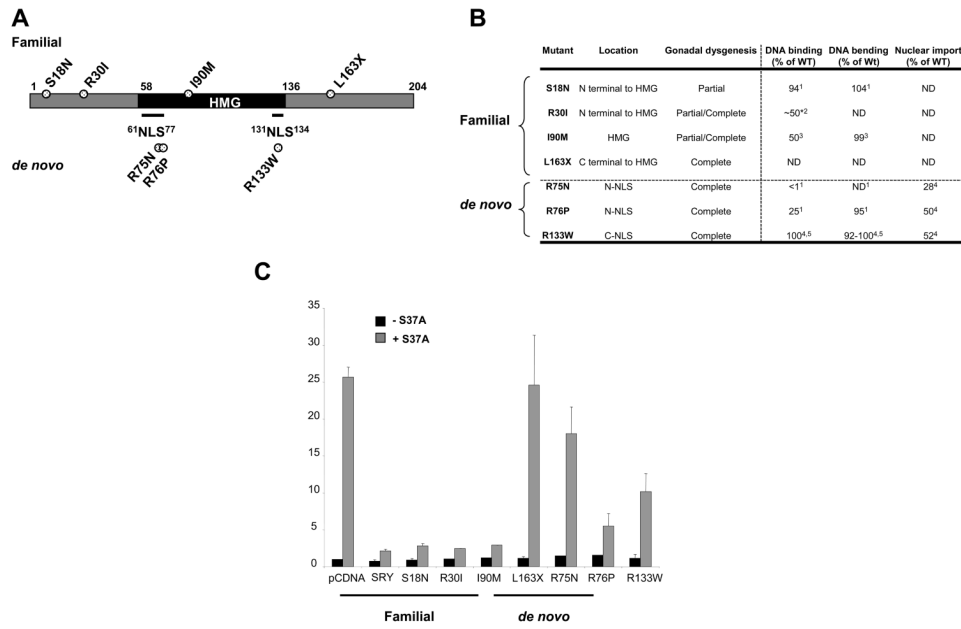 A
Familial
S18N
R30I
I90M
L163X
1
58
136
204
HMG
61NLS77
131NLS134
R75N
R76P
R133W
de novo
B
Mutant Location Gonadal dysgenesis DNA binding (% of WT) DNA bending (% of Wt) Nuclear import (% of WT)
Familial
S18N N terminal to HMG Partial 94¹ 104¹ ND
R30I N terminal to HMG Partial/Complete ~50*² ND ND
I90M HMG Partial/Complete 50³ 99³ ND
L163X C terminal to HMG Complete ND ND ND
de novo
R75N N-NLS Complete <1¹ ND¹ 28⁴
R76P N-NLS Complete 25¹ 95¹ 50⁴
R133W C-NLS Complete 100⁴,⁵ 92-100⁴,⁵ 52⁴
C
35
30
25
20
15
10
5
0
- S37A
+ S37A
pCDNA SRY S18N R30I I90M L163X R75N R76P R133W
Familial de novo